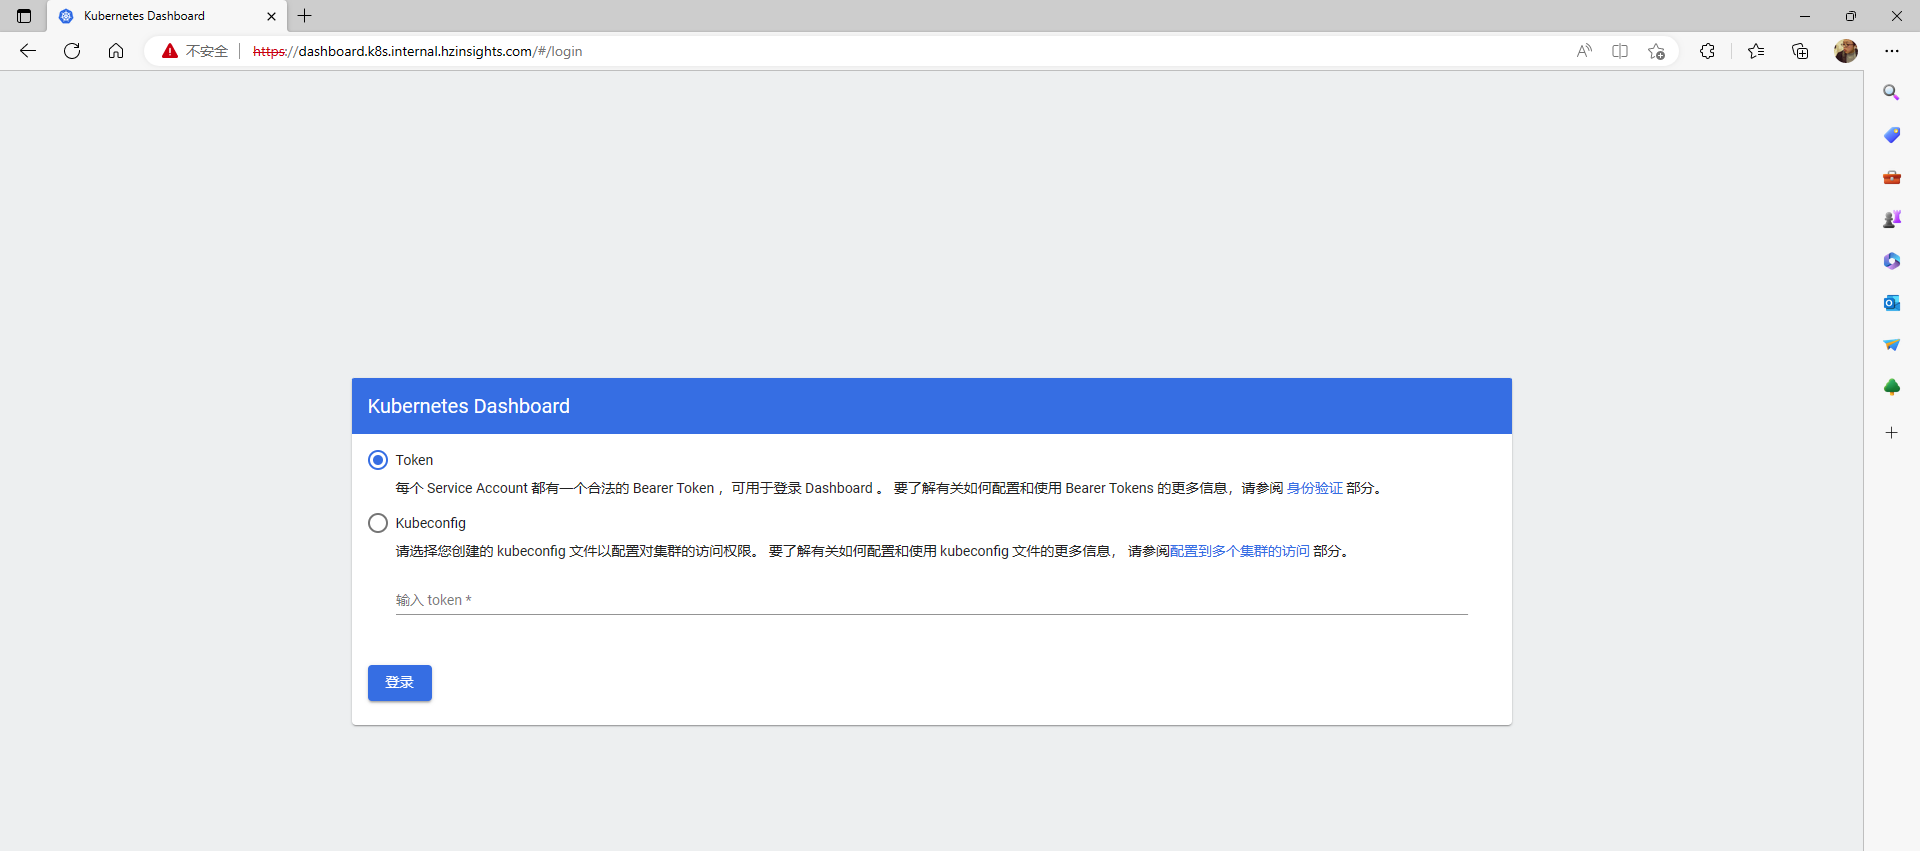 Kubernetes Dashboard
不安全
https://dashboard.k8s.internal.hzinsights.com/#/login
Kubernetes Dashboard
Token
每个 Service Account 都有一个合法的 Bearer Token ，可用于登录 Dashboard 。 要了解有关如何配置和使用 Bearer Tokens 的更多信息，请参阅 身份验证 部分。
Kubeconfig
请选择您创建的 kubeconfig 文件以配置对集群的访问权限。 要了解有关如何配置和使用 kubeconfig 文件的更多信息， 请参阅配置到多个集群的访问 部分。
输入 token *
登录